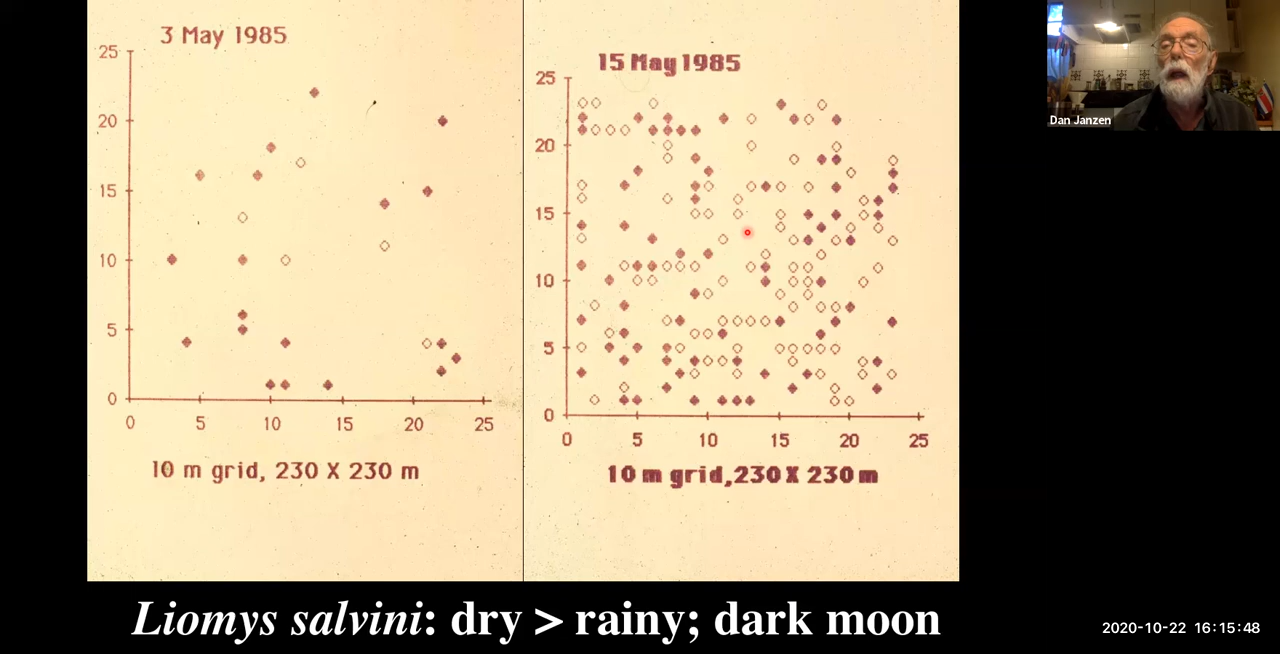 3 May 1985
25
20
15
10
5
0
0 5 10 15 20 25
10 m grid, 230 X 230 m
15 May 1985
25
20
15
10
5
0
0 5 10 15 20 25
10 m grid,230 X 230 m
Liomys salvini: dry > rainy; dark moon
Dan Janzen
2020-10-22 16:15:48